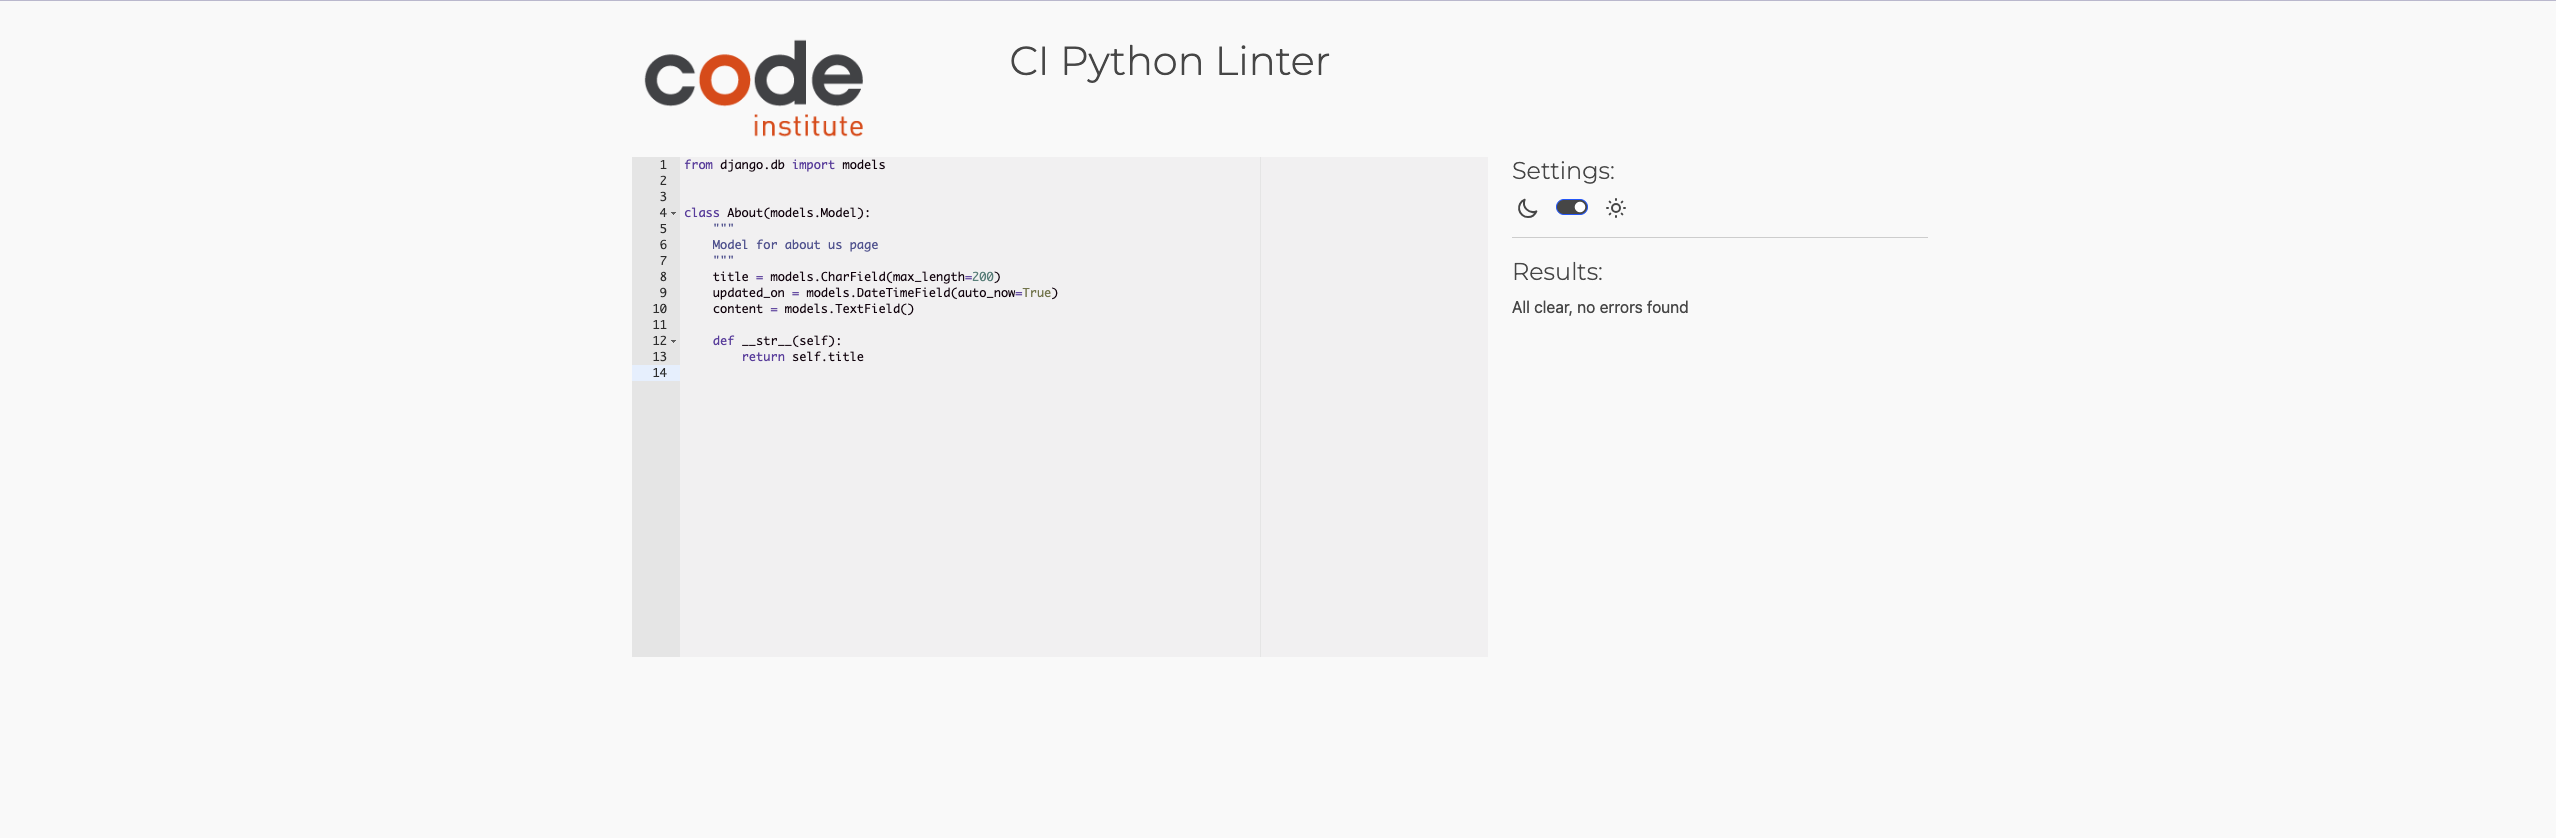 code
institute
CI Python Linter
1 from django.db import models
2
3
4 class About(models.Model):
5     """
6     Model for about us page
7     """
8     title = models.CharField(max_length=200)
9     updated_on = models.DateTimeField(auto_now=True)
10     content = models.TextField()
11
12     def __str__(self):
13         return self.title
14
Settings:
Results:
All clear, no errors found